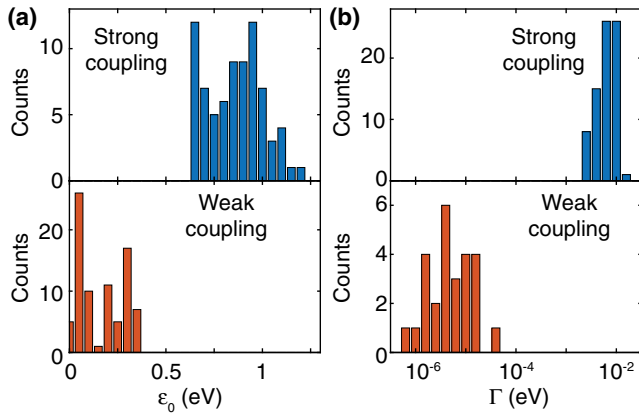 (a)
Strong
coupling
Counts
0
5
10
Weak
coupling
Counts
0
10
20
0 0.5 1
ε₀ (eV)
(b)
Strong
coupling
Counts
0
10
20
Weak
coupling
Counts
0
2
4
6
10⁻⁶ 10⁻⁴ 10⁻²
Γ (eV)